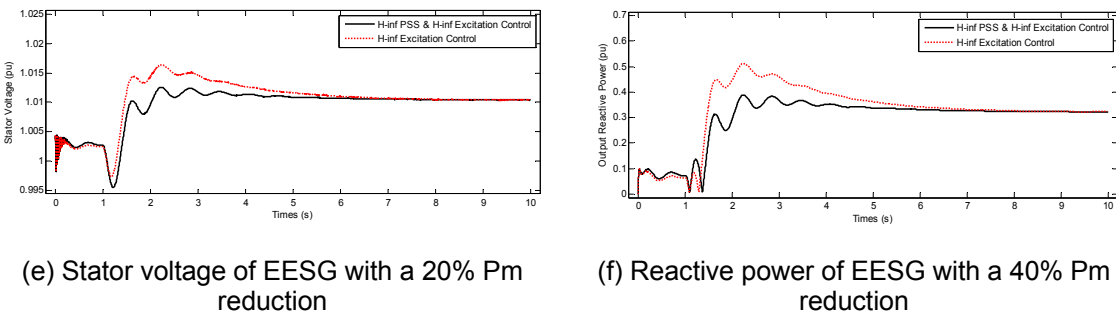 1.025
1.02
1.015
1.01
1.005
1
0.995
Stator Voltage (pu)
H-inf PSS & H-inf Excitation Control
H-inf Excitation Control
0 1 2 3 4 5 6 7 8 9 10
Times (s)
(e) Stator voltage of EESG with a 20% Pm
reduction
0.7
0.6
0.5
0.4
0.3
0.2
0.1
0
Output Reactive Power (pu)
H-inf PSS & H-inf Excitation Control
H-inf Excitation Control
0 1 2 3 4 5 6 7 8 9 10
Times (s)
(f) Reactive power of EESG with a 40% Pm
reduction